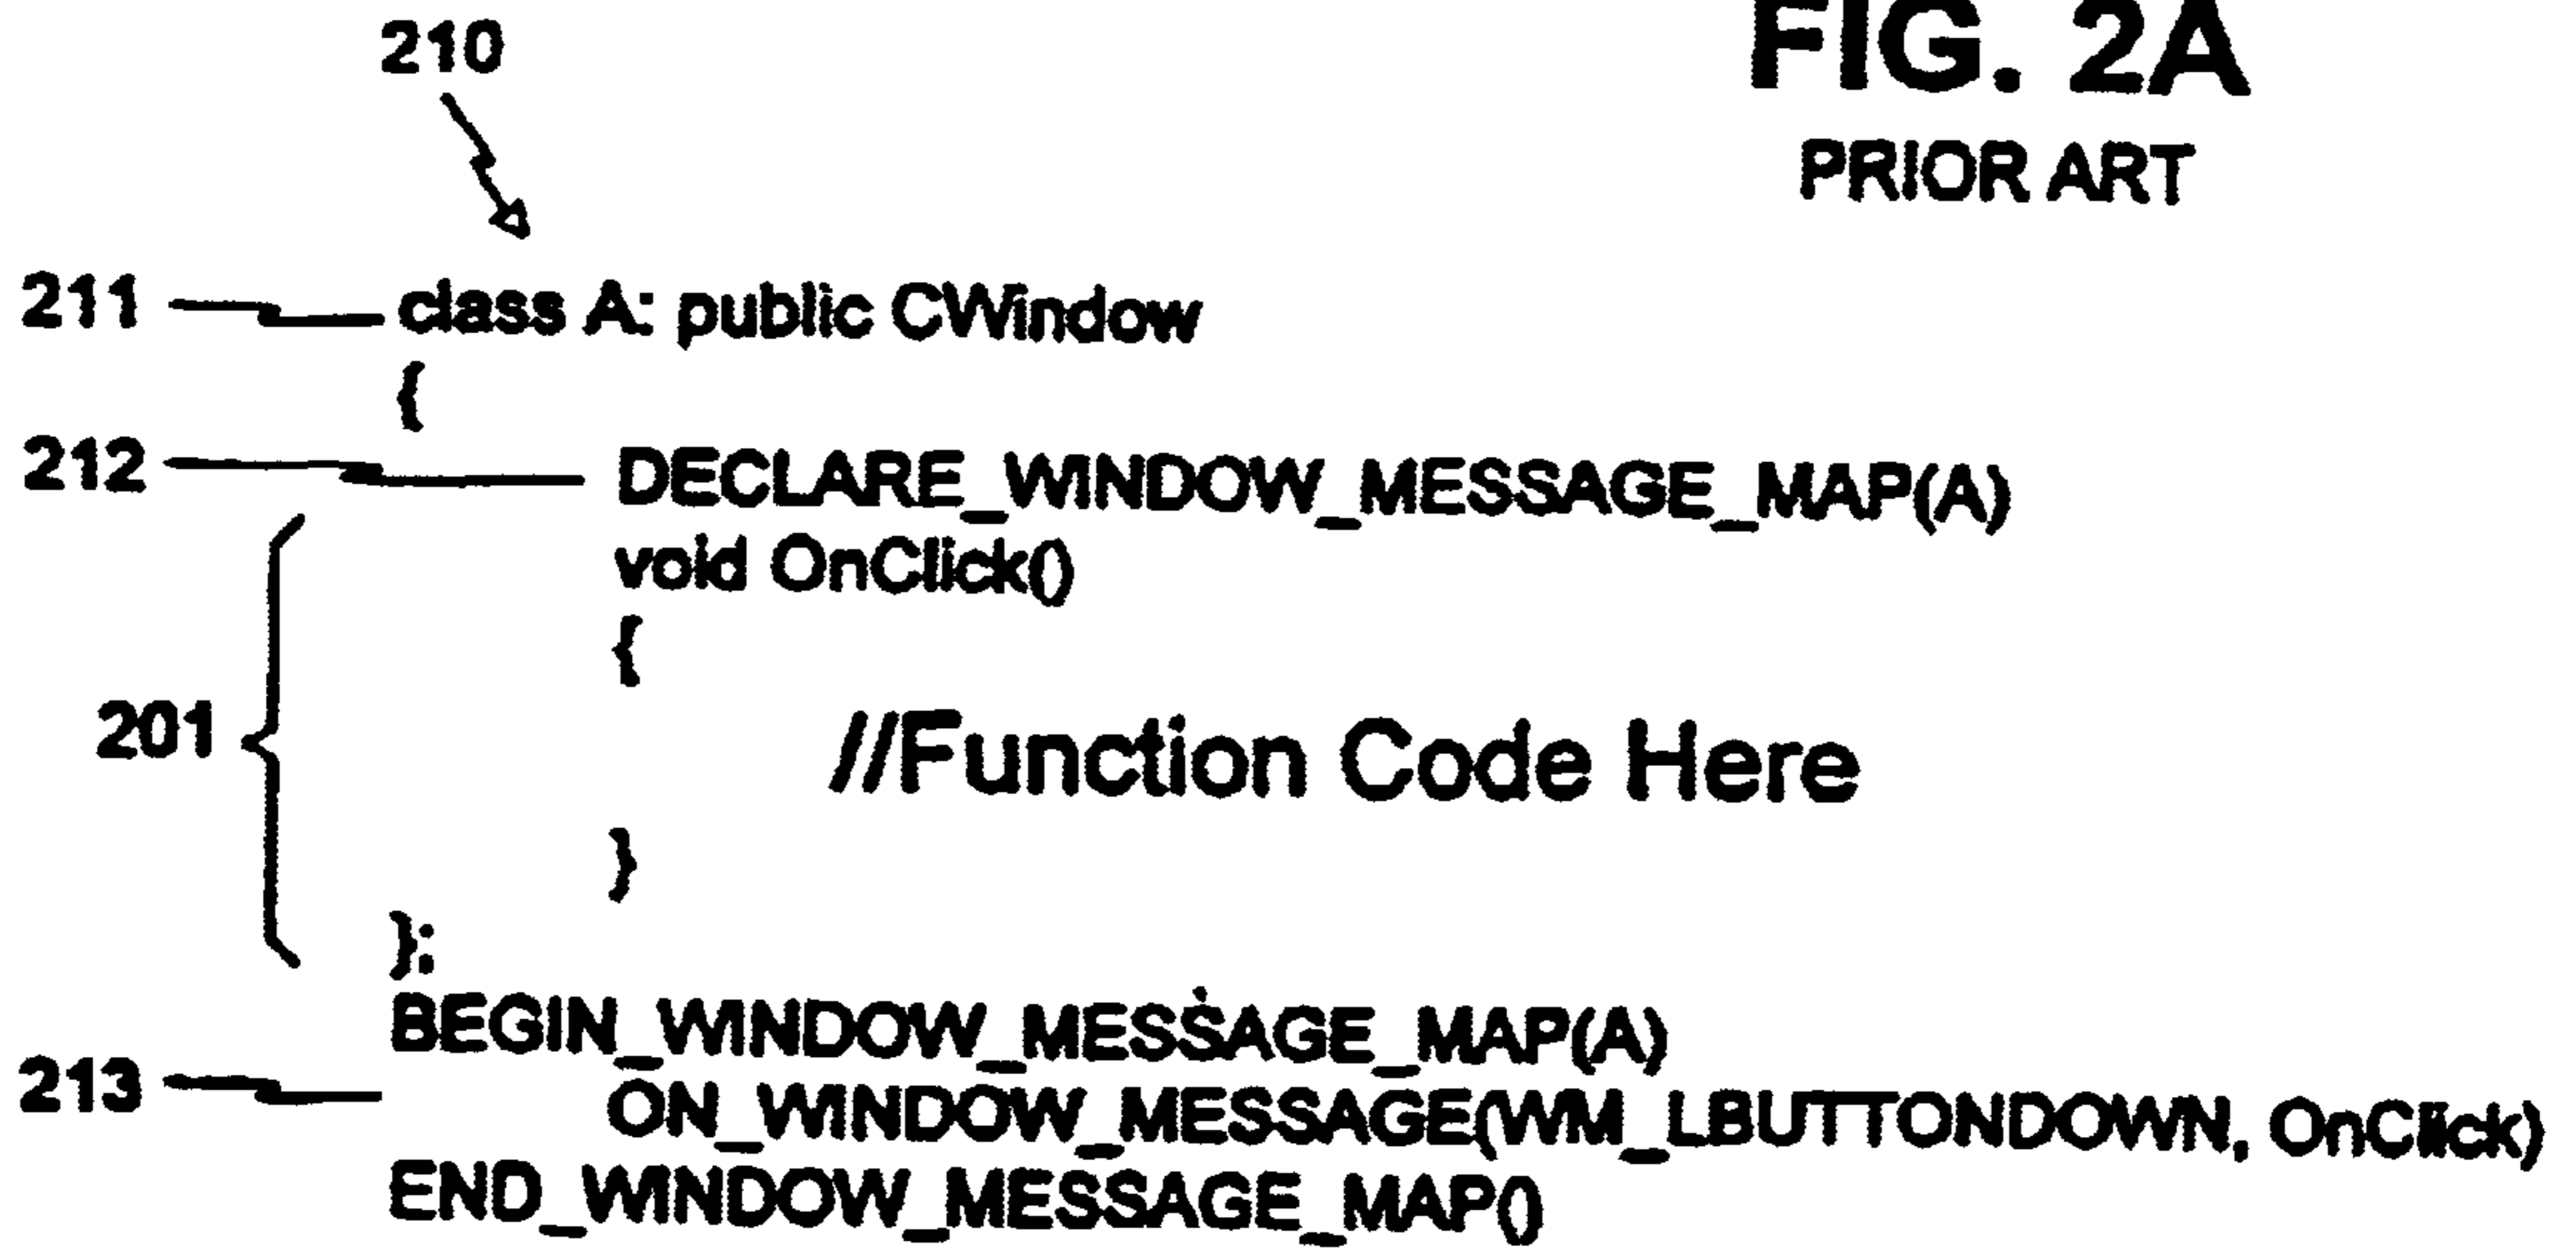 210
FIG. 2A
PRIOR ART
211 class A: public CWindow
{
212 DECLARE_WINDOW_MESSAGE_MAP(A)
void OnClick()
{
201 //Function Code Here
}
};
BEGIN_WINDOW_MESSAGE_MAP(A)
213 ON_WINDOW_MESSAGE(WM_LBUTTONDOWN, OnClick)
END_WINDOW_MESSAGE_MAP()